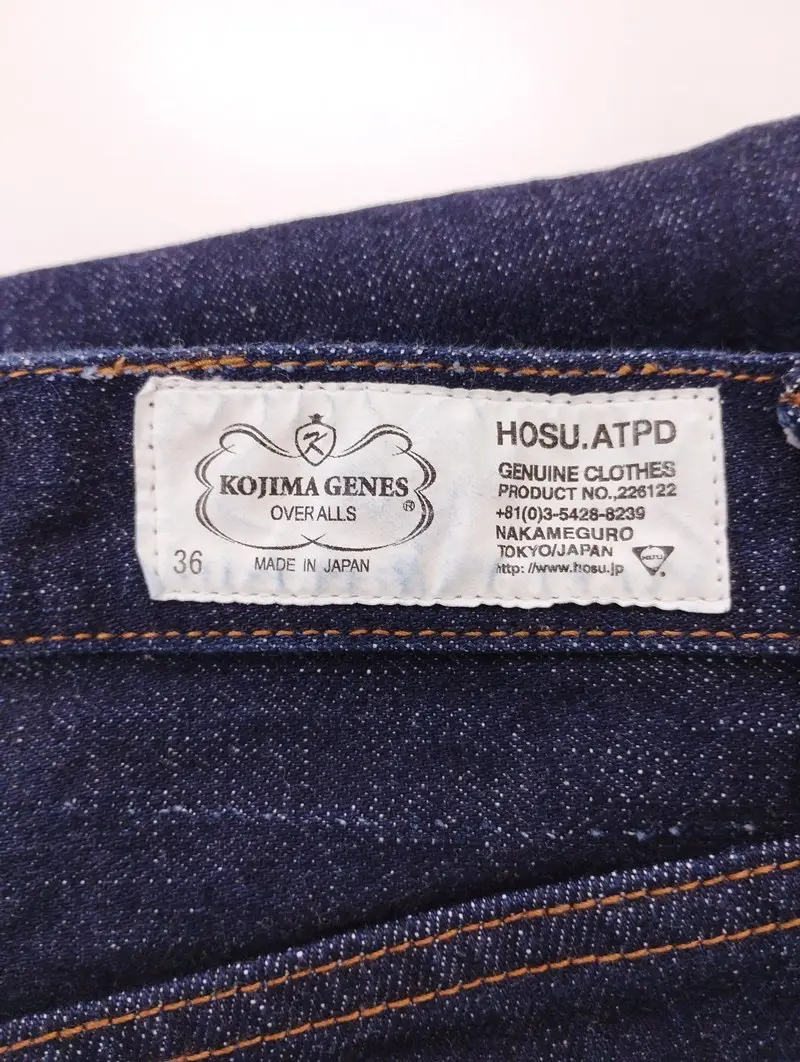 K
KOJIMA GENES
®
OVERALLS
36
MADE IN JAPAN
HOSU.ATPD
GENUINE CLOTHES
PRODUCT NO.,226122
+81(0)3-5428-8239
NAKAMEGURO
TOKYO/JAPAN
HOSU
http: //www.hosu.jp